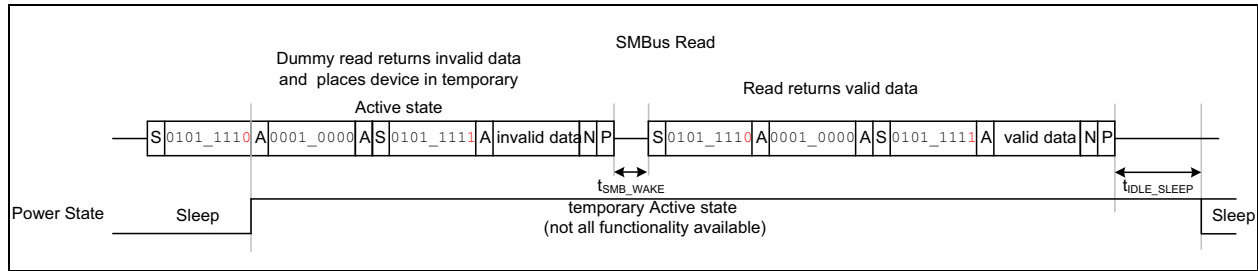 SMBus Read
Dummy read returns invalid data
and places device in temporary
Active state
Read returns valid data
S 0101_1110 A 0001_0000 A S 0101_1111 A invalid data N P S 0101_1110 A 0001_0000 A S 0101_1111 A valid data N P
tSMB_WAKE tIDLE_SLEEP
Power State Sleep temporary Active state Sleep
(not all functionality available)